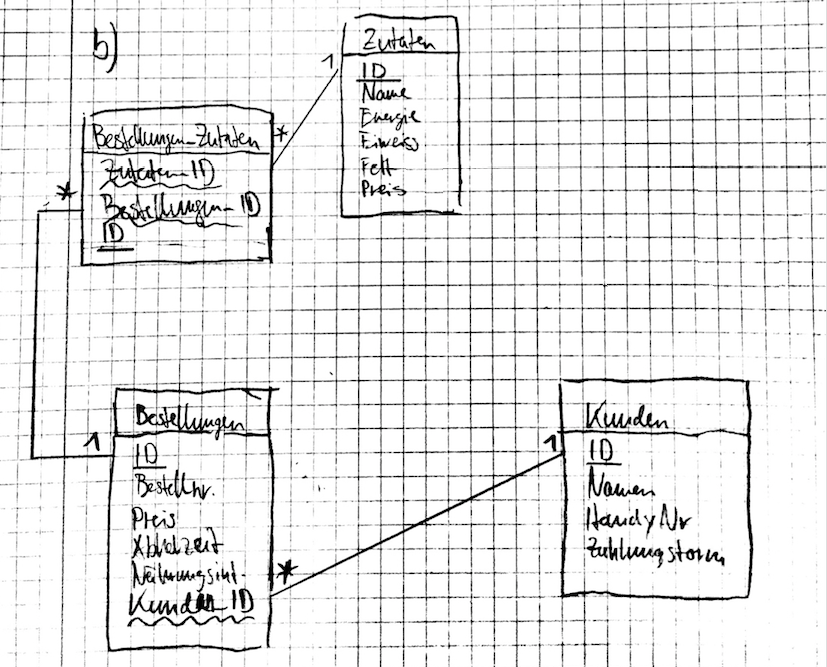 b)
Zutaten
ID
Name
Energie
Eiweiss
Fett
Preis
1
*
Bestellungen_Zutaten
Zutaten_ID
Bestellungen_ID
ID
*
1
Bestellungen
ID
Bestellnr.
Preis
Abholzeit
Nährungsinf.
Kunden_ID
*
1
Kunden
ID
Namen
HandyNr
Zahlungsform